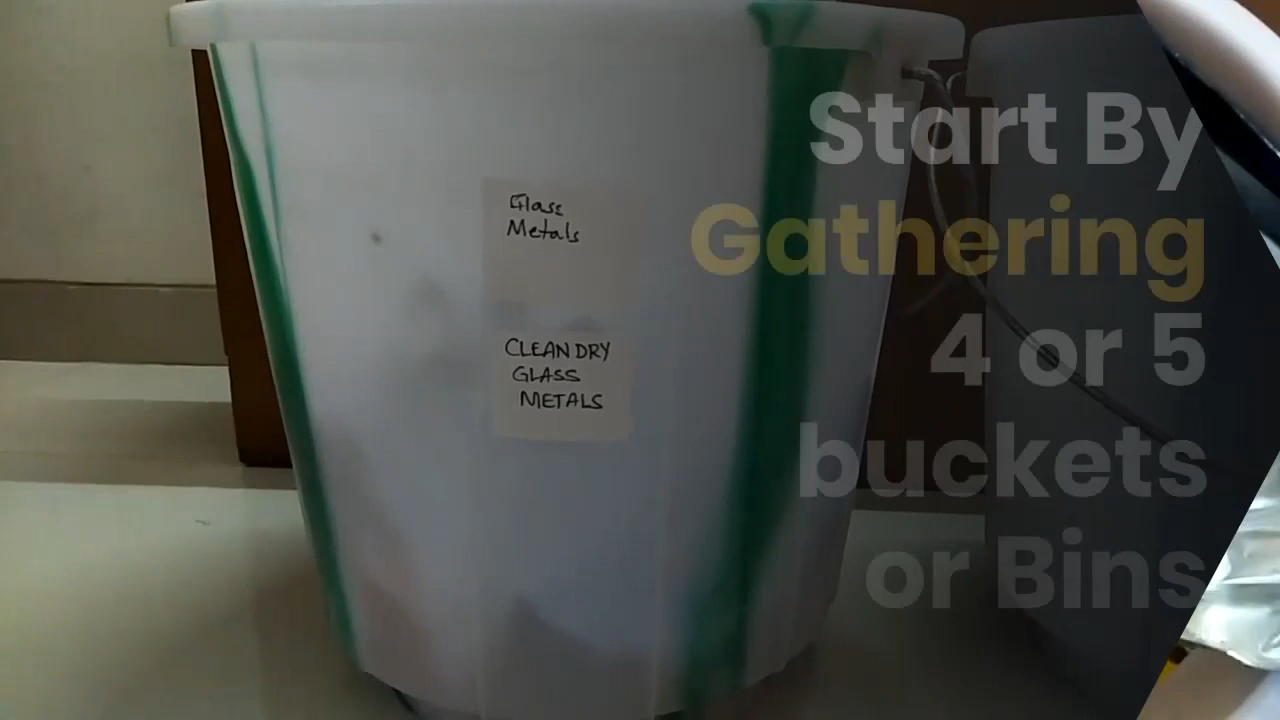 Glass
Metals
CLEAN DRY
GLASS
METALS
Start By
Gathering
4 or 5
buckets
or Bins